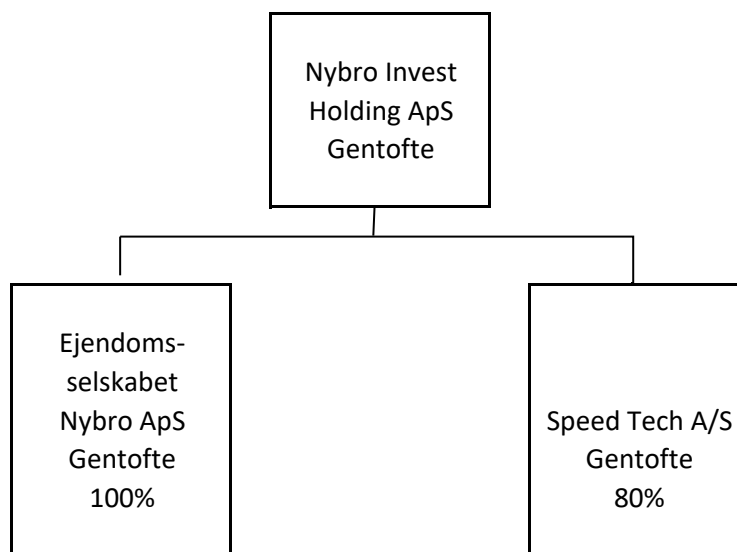 Nybro Invest
Holding ApS
Gentofte
Ejendoms-
selskabet
Nybro ApS
Gentofte
100%
Speed Tech A/S
Gentofte
80%